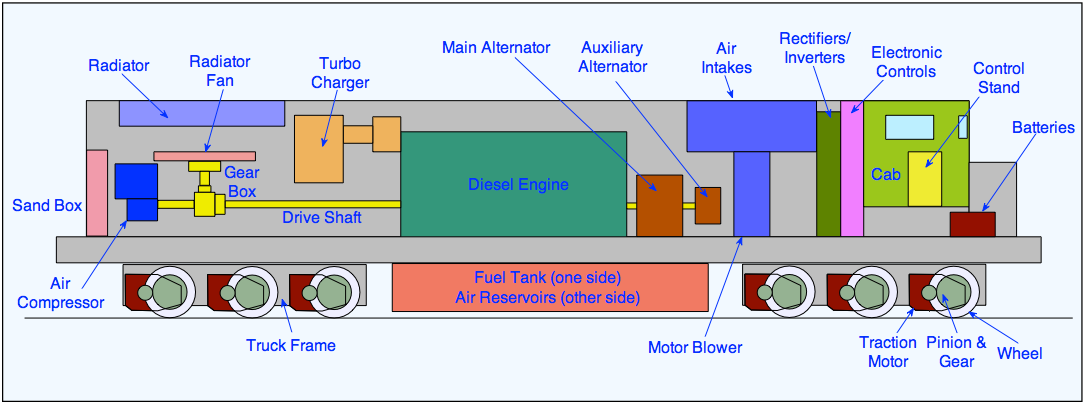 Radiator
Radiator
Fan
Turbo
Charger
Main Alternator
Auxiliary
Alternator
Air
Intakes
Rectifiers/
Inverters
Electronic
Controls
Control
Stand
Batteries
Sand Box
Gear
Box
Drive Shaft
Diesel Engine
Cab
Air
Compressor
Fuel Tank (one side)
Air Reservoirs (other side)
Truck Frame
Motor Blower
Traction
Motor
Pinion &
Gear
Wheel